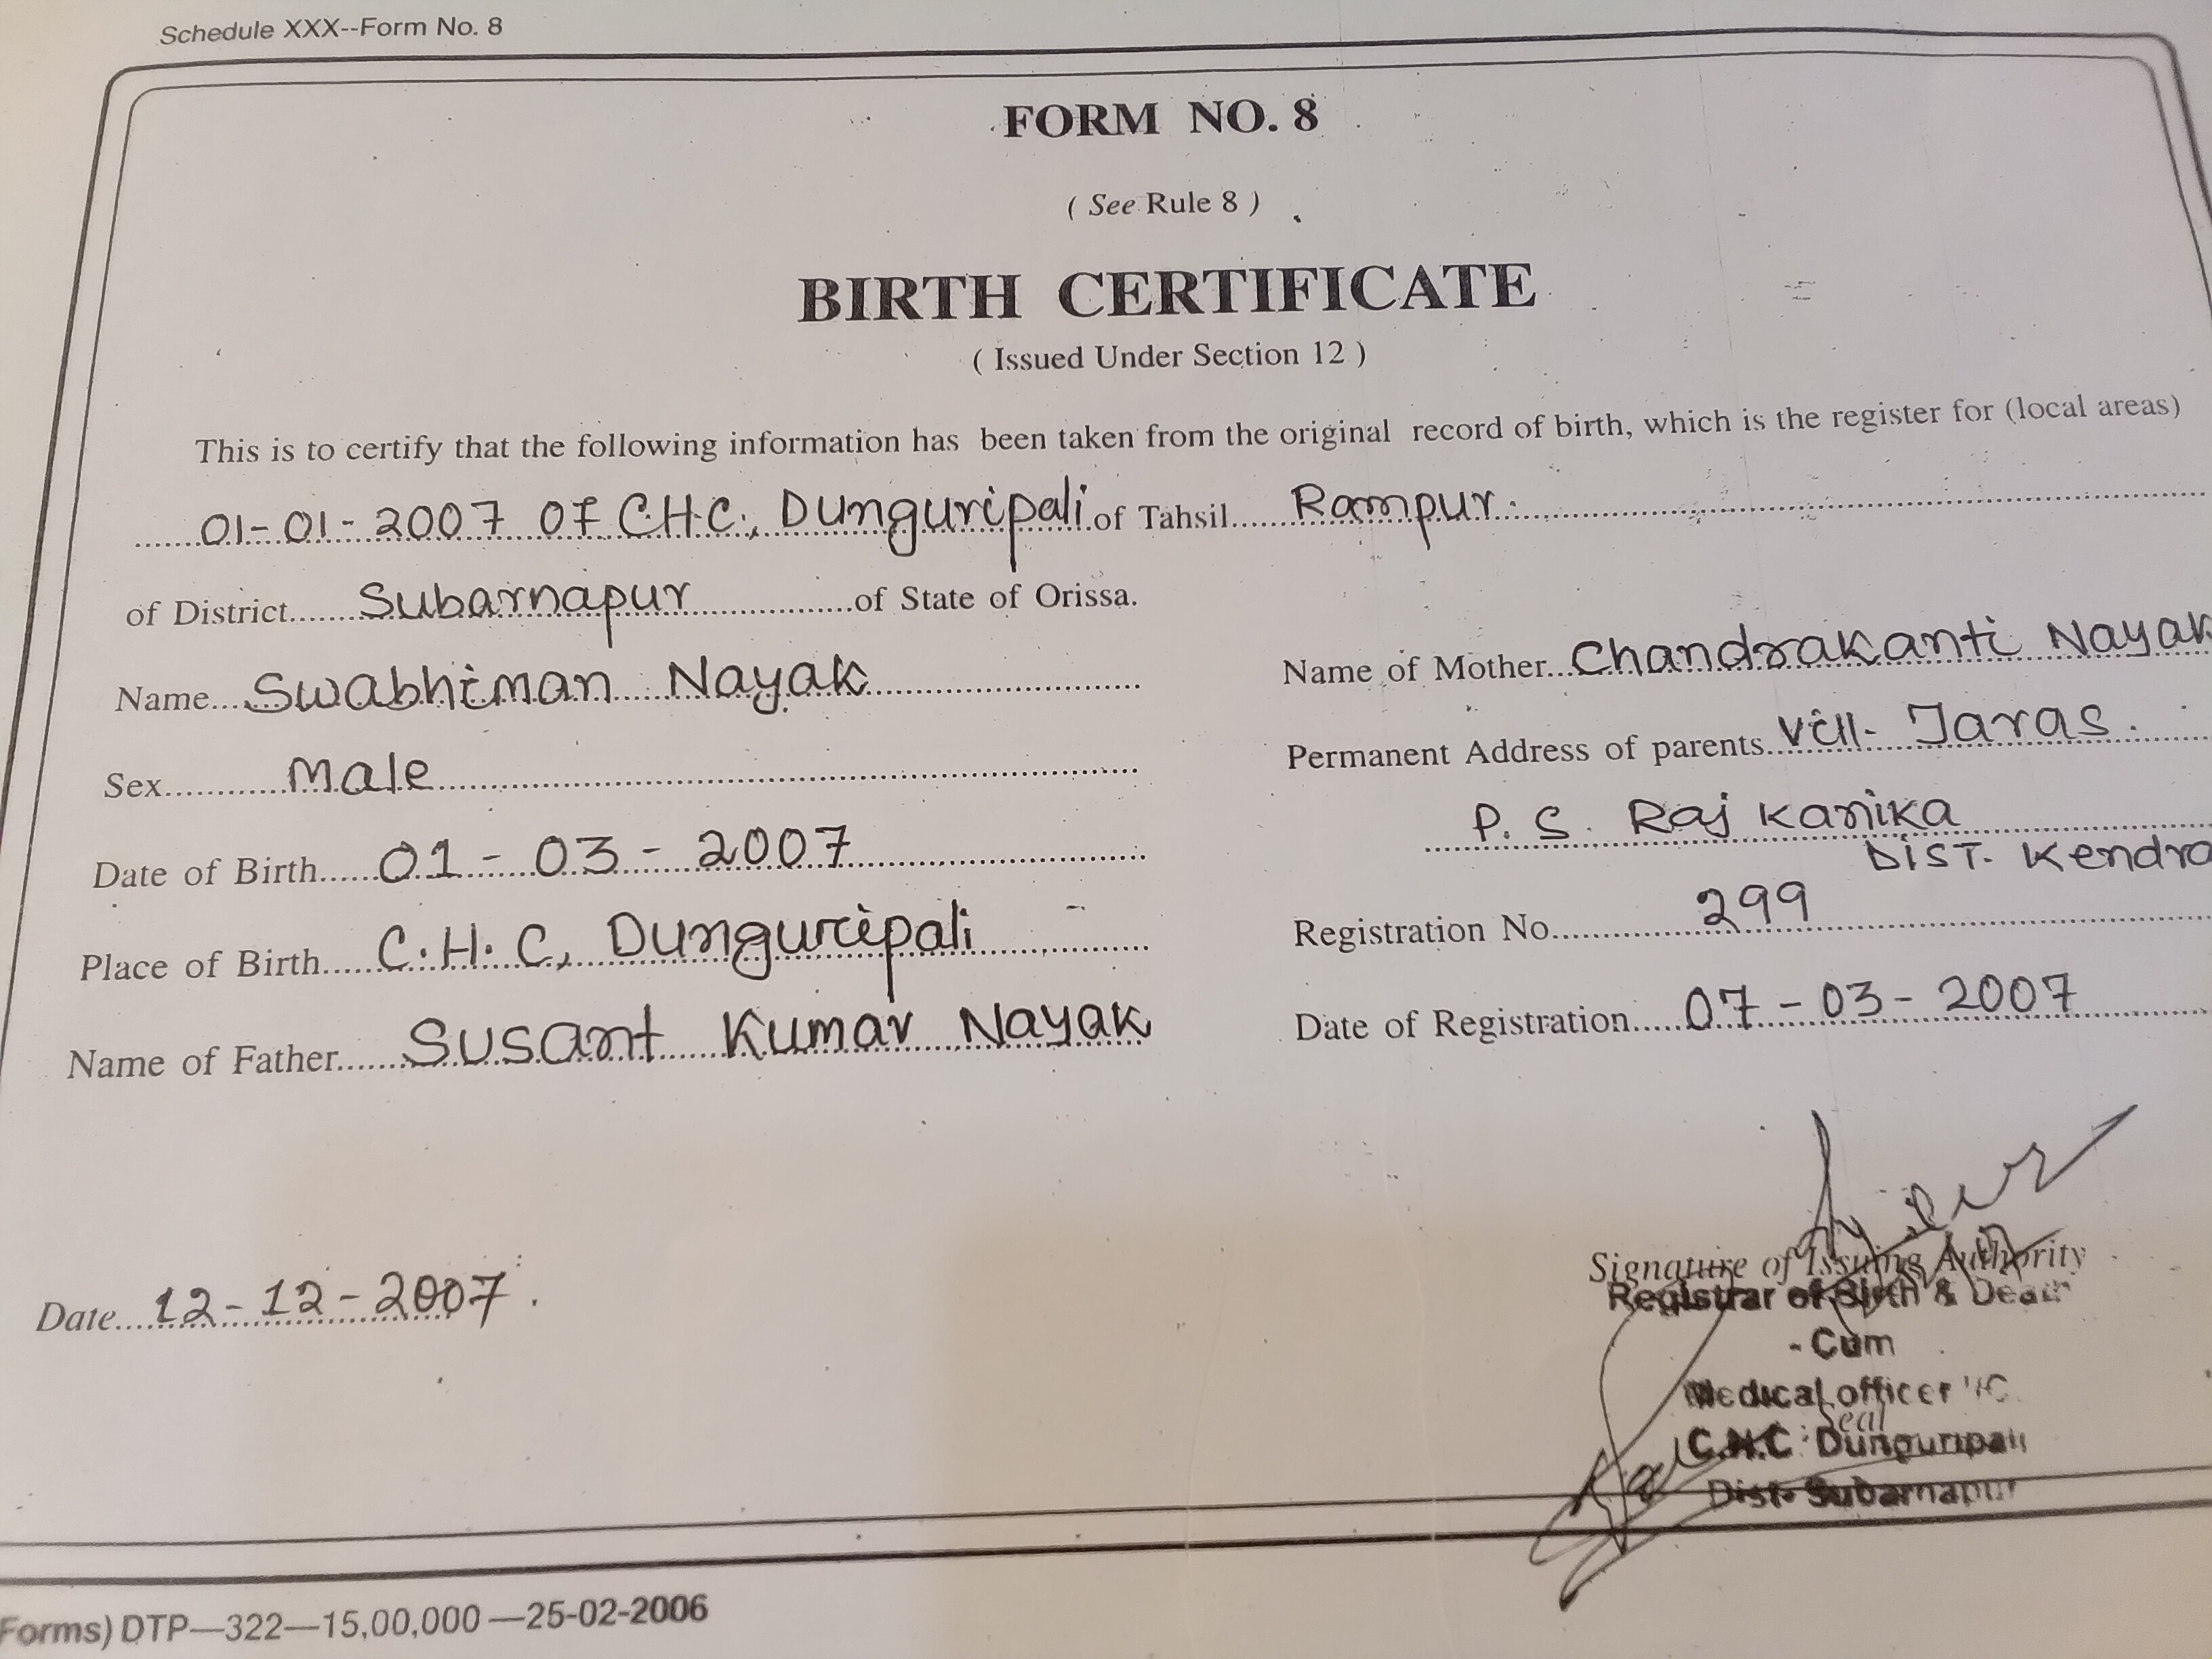 Schedule XXX--Form No. 8
FORM NO. 8
( See Rule 8 )
BIRTH CERTIFICATE
( Issued Under Section 12 )
This is to certify that the following information has been taken from the original record of birth, which is the register for (local areas)
01-01-2007 OF C.H.C., Dunguripali of Tahsil Rampur.
of District Subarnapur of State of Orissa.
Name Swabhiman Nayak
Sex Male
Date of Birth 01-03-2007
Place of Birth C.H.C, Dunguripali
Name of Father Susant Kumar Nayak
Name of Mother Chandrakanti Nayak
Permanent Address of parents Vill- Jaras.
P. S. Raj Kanika
DIST. Kendra
Registration No. 299
Date of Registration 07-03-2007
Date 12-12-2007.
Signature of Issuing Authority
Registrar of Birth & Death
- Cum
Medical officer
Seal
C.H.C Dunguripali
Dist- Subarnapur
Forms) DTP—322—15,00,000—25-02-2006